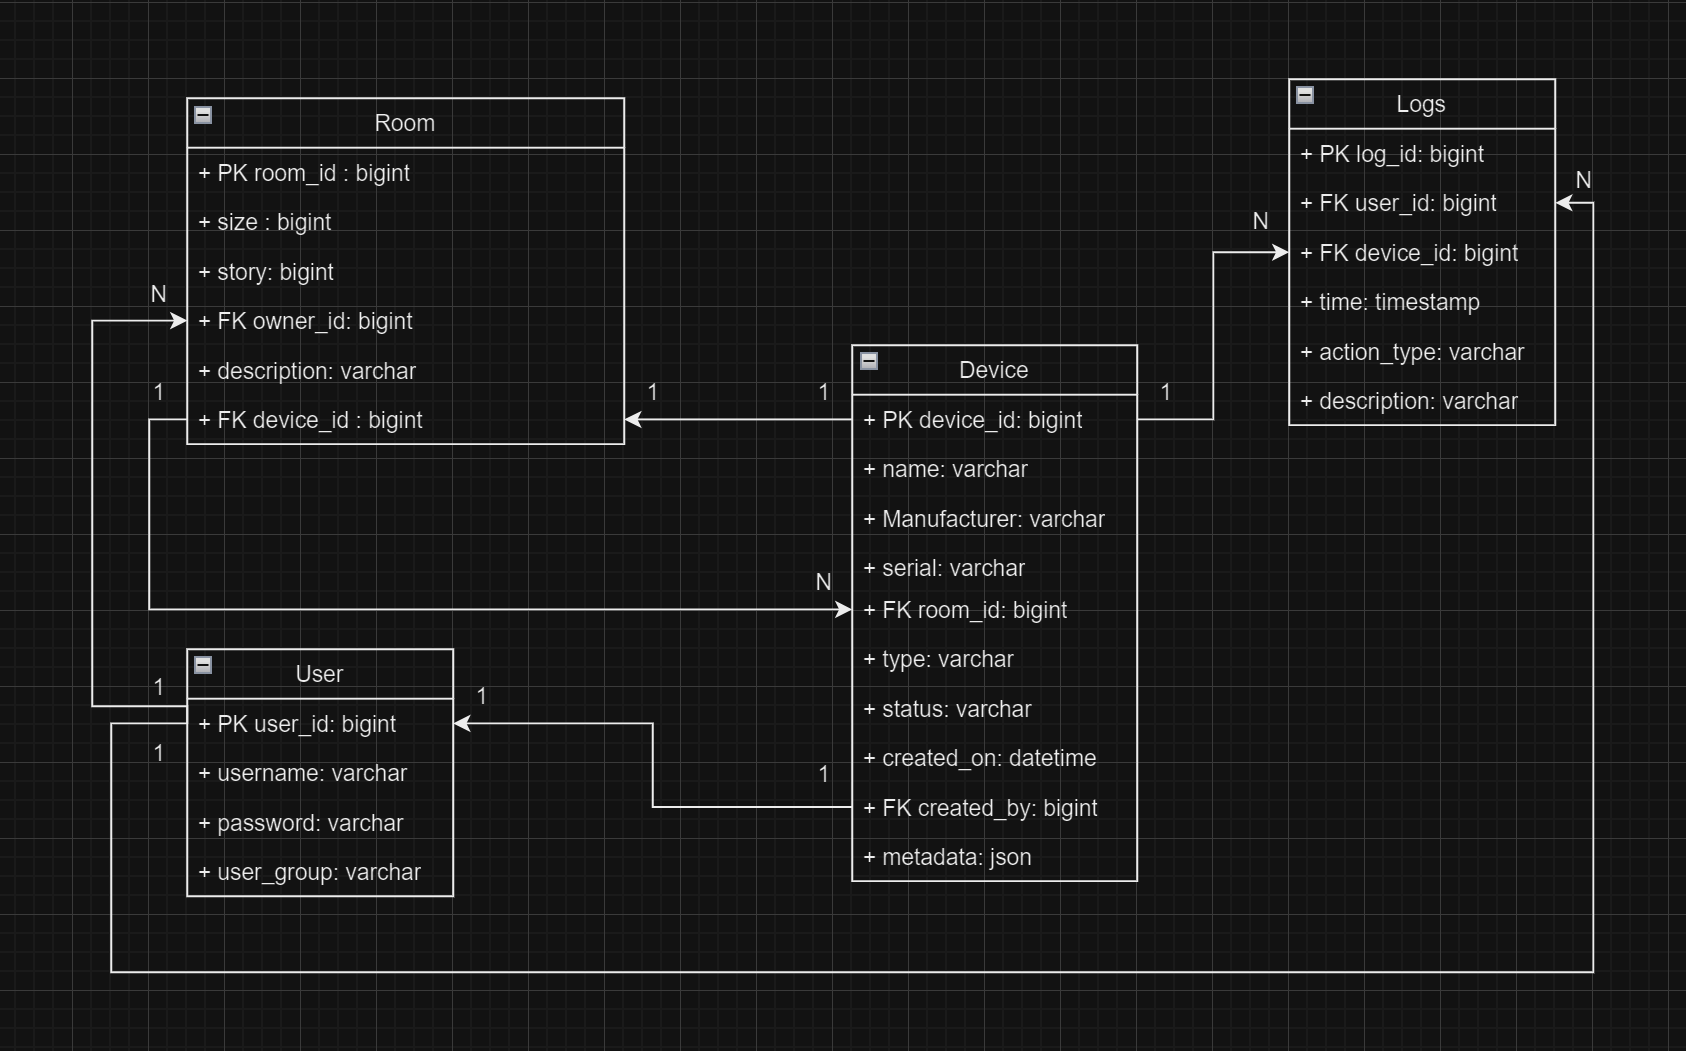 Room
+ PK room_id : bigint
+ size : bigint
+ story: bigint
N
+ FK owner_id: bigint
+ description: varchar
1
+ FK device_id : bigint
1
1
Device
1
+ PK device_id: bigint
+ name: varchar
+ Manufacturer: varchar
+ serial: varchar
N
+ FK room_id: bigint
+ type: varchar
+ status: varchar
+ created_on: datetime
1
+ FK created_by: bigint
+ metadata: json
Logs
+ PK log_id: bigint
N
+ FK user_id: bigint
N
+ FK device_id: bigint
+ time: timestamp
+ action_type: varchar
+ description: varchar
User
1
1
+ PK user_id: bigint
1
+ username: varchar
+ password: varchar
+ user_group: varchar